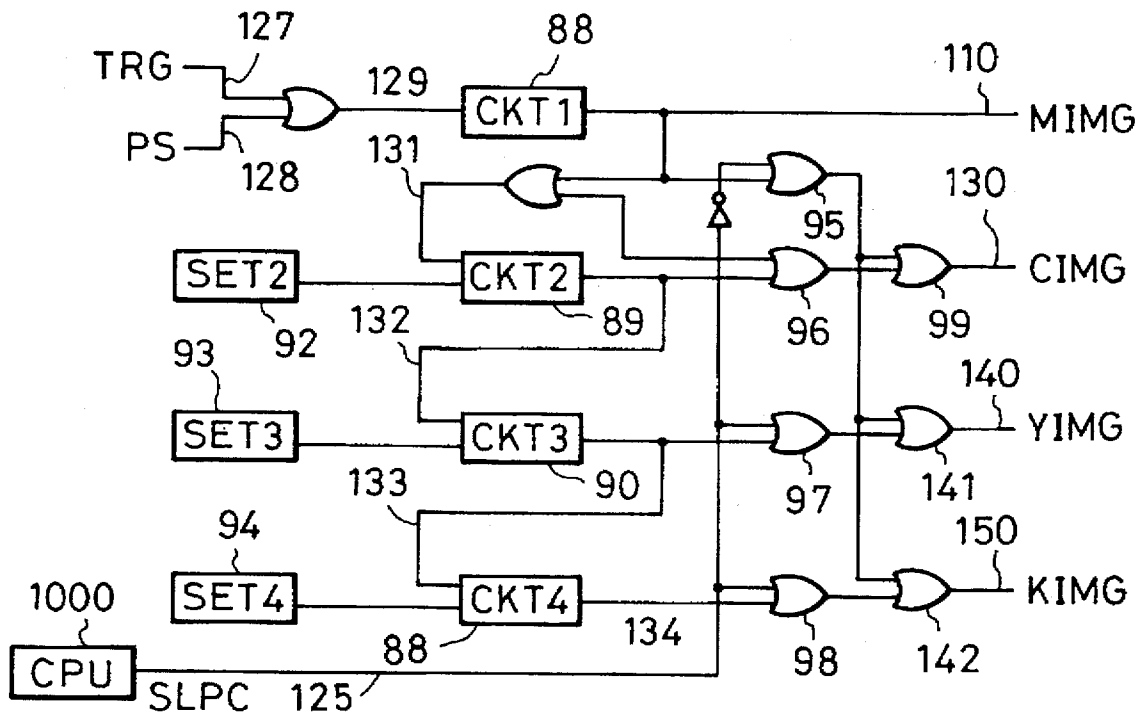 127
88
TRG
129
CKT1
110
MIMG
PS
128
131
95
130
SET2
CKT2
CIMG
92
132
89
96
99
93
140
SET3
CKT3
YIMG
133
90
97
141
94
150
1000
SET4
CKT4
KIMG
134
88
98
142
CPU
SLPC
125